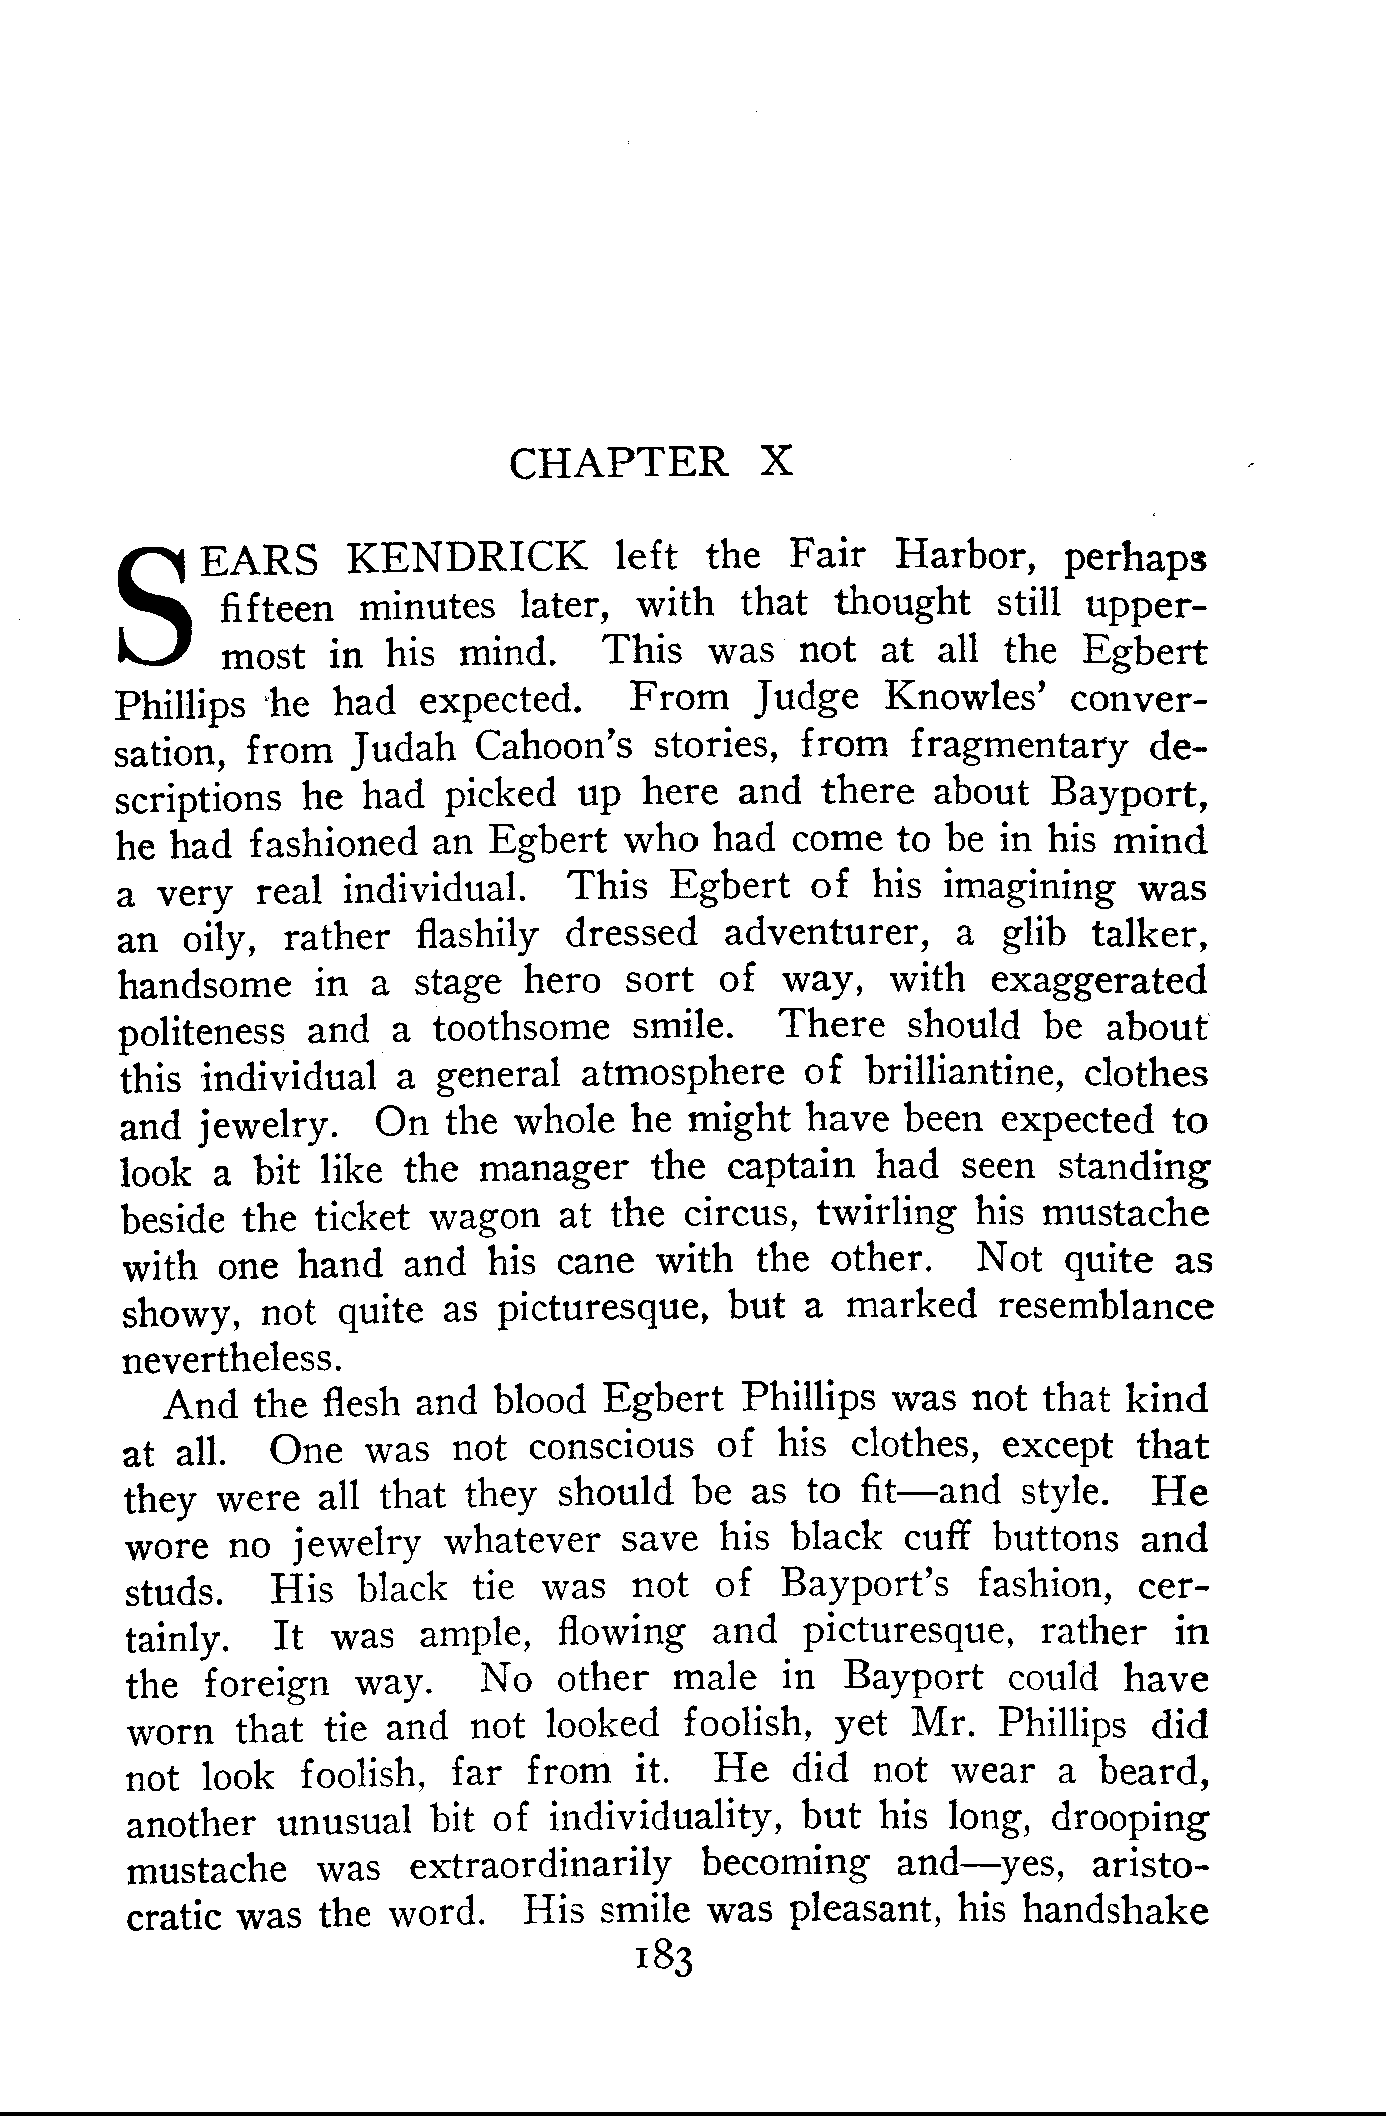 CHAPTER X
SEARS KENDRICK left the Fair Harbor, perhaps
fifteen minutes later, with that thought still upper-
most in his mind. This was not at all the Egbert
Phillips he had expected. From Judge Knowles' conver-
sation, from Judah Cahoon's stories, from fragmentary de-
scriptions he had picked up here and there about Bayport,
he had fashioned an Egbert who had come to be in his mind
a very real individual. This Egbert of his imagining was
an oily, rather flashily dressed adventurer, a glib talker,
handsome in a stage hero sort of way, with exaggerated
politeness and a toothsome smile. There should be about
this individual a general atmosphere of brilliantine, clothes
and jewelry. On the whole he might have been expected to
look a bit like the manager the captain had seen standing
beside the ticket wagon at the circus, twirling his mustache
with one hand and his cane with the other. Not quite as
showy, not quite as picturesque, but a marked resemblance
nevertheless.
And the flesh and blood Egbert Phillips was not that kind
at all. One was not conscious of his clothes, except that
they were all that they should be as to fit—and style. He
wore no jewelry whatever save his black cuff buttons and
studs. His black tie was not of Bayport's fashion, cer-
tainly. It was ample, flowing and picturesque, rather in
the foreign way. No other male in Bayport could have
worn that tie and not looked foolish, yet Mr. Phillips did
not look foolish, far from it. He did not wear a beard,
another unusual bit of individuality, but his long, drooping
mustache was extraordinarily becoming and—yes, aristo-
cratic was the word. His smile was pleasant, his handshake
183